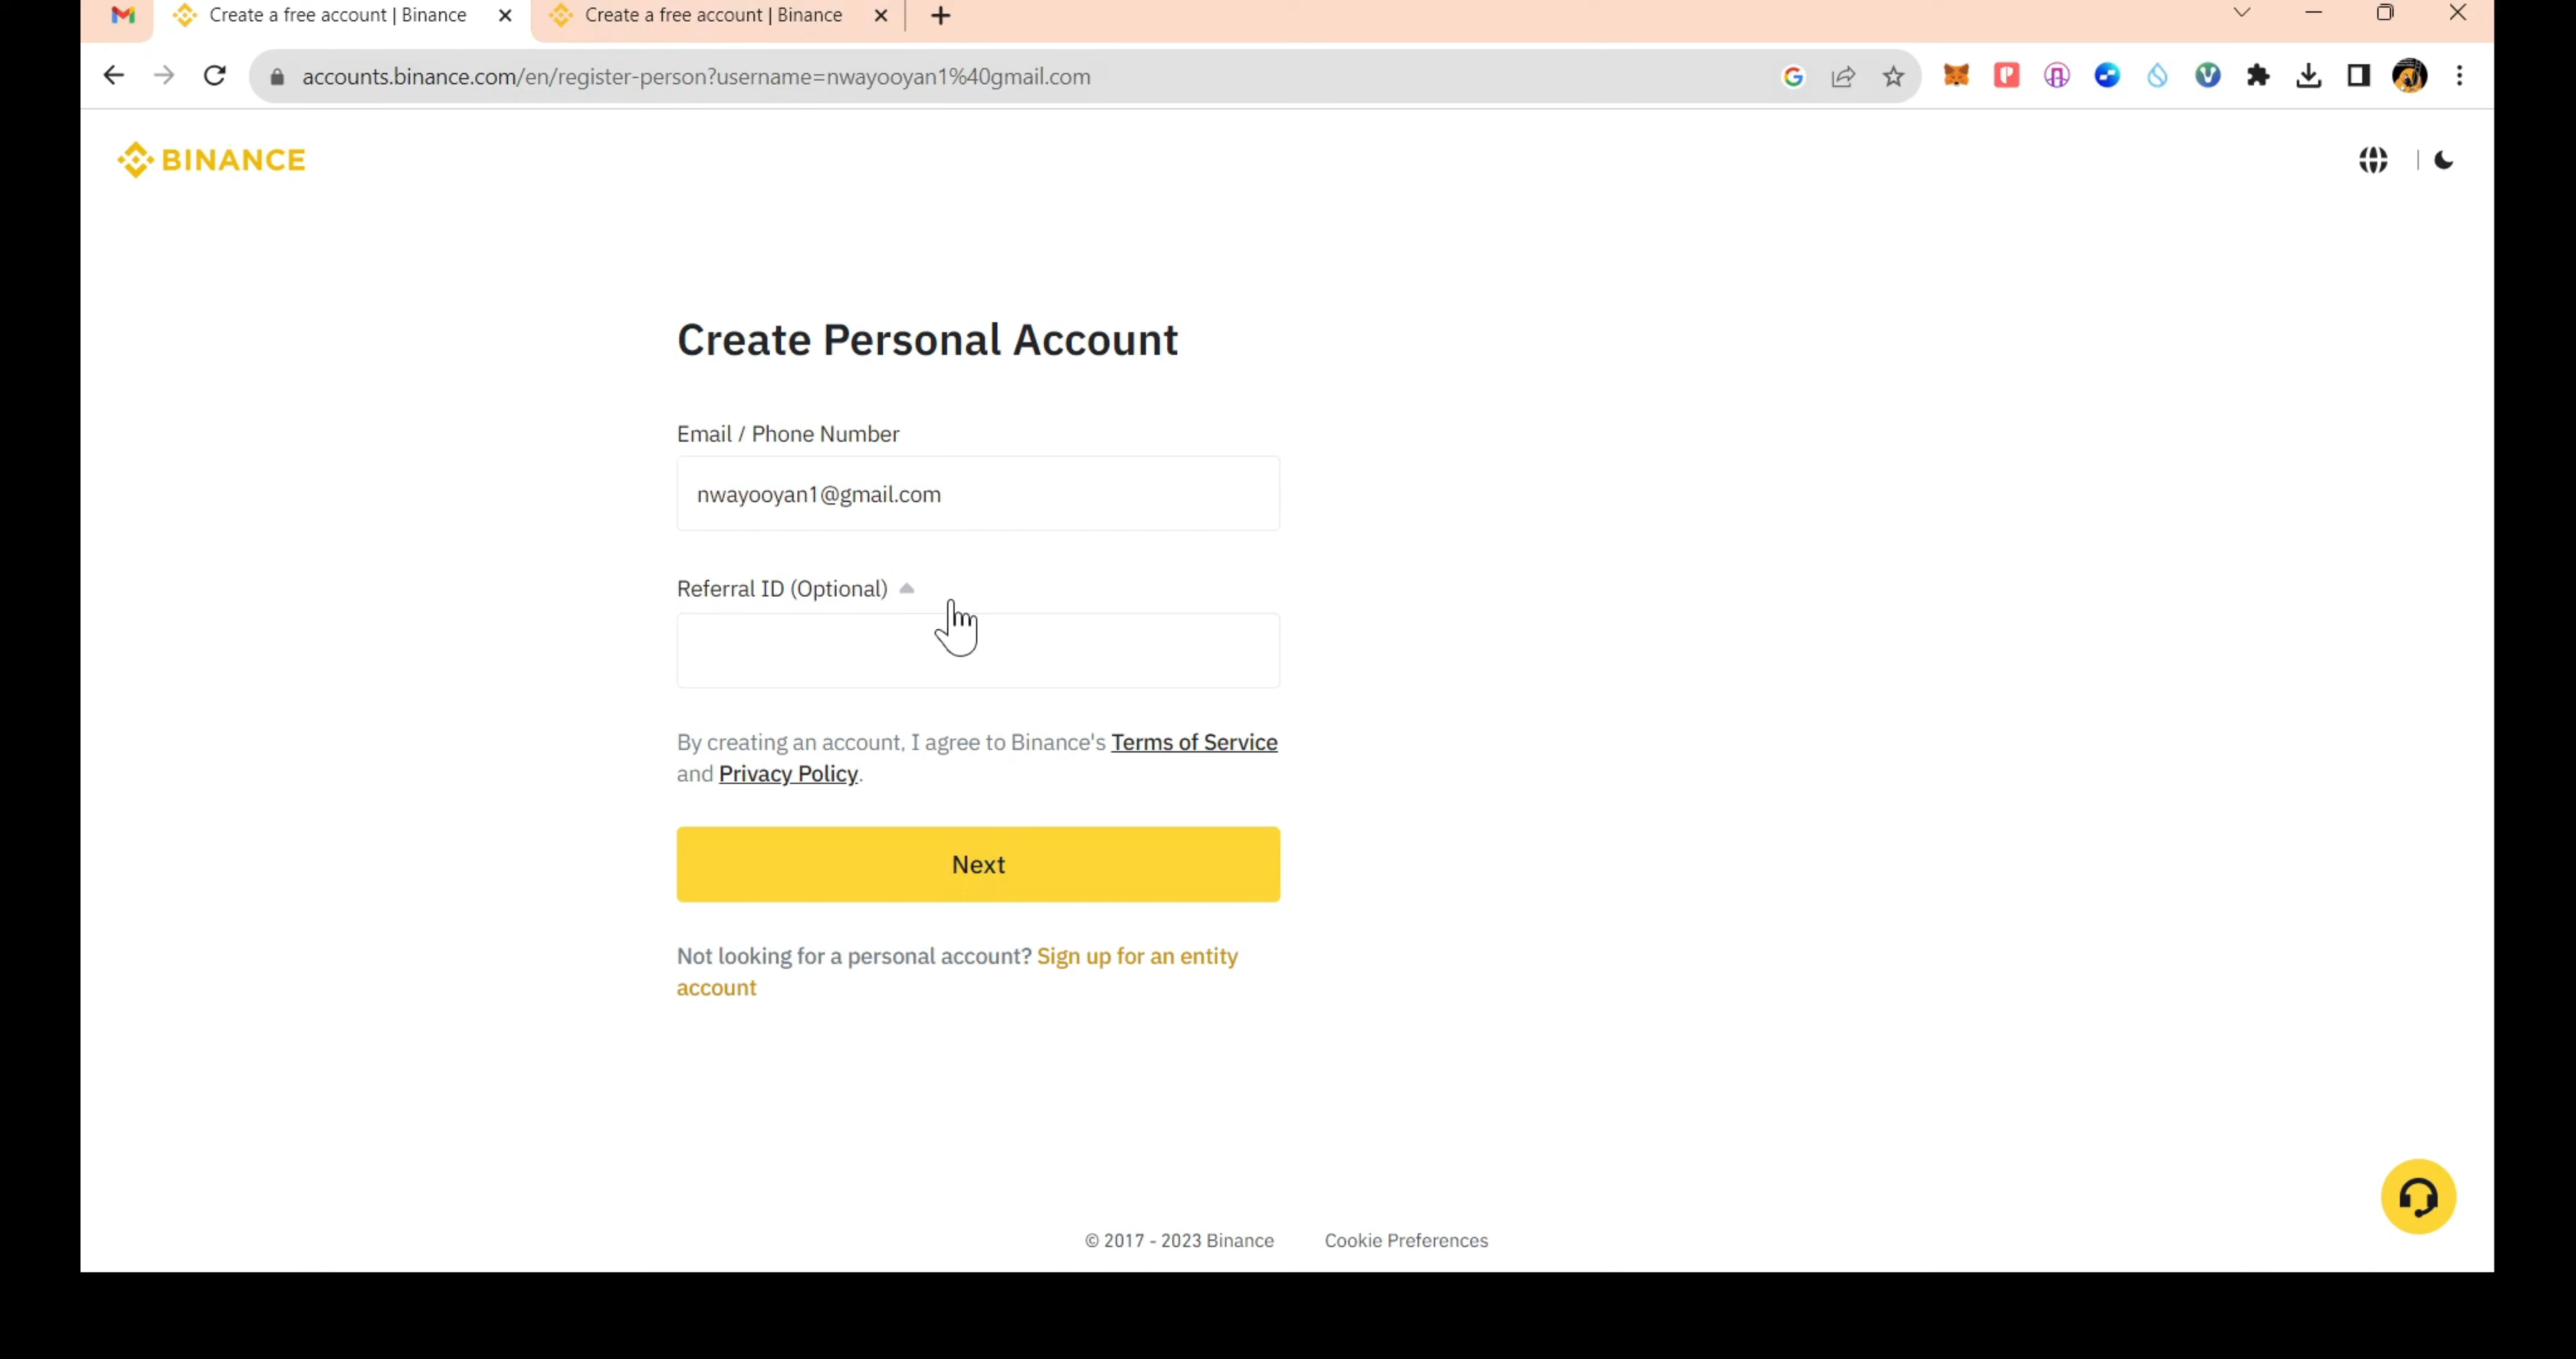 Create a free account | Binance
Create a free account | Binance
accounts.binance.com/en/register-person?username=nwayooyan1%40gmail.com
BINANCE
Create Personal Account
Email / Phone Number
nwayooyan1@gmail.com
Referral ID (Optional)
By creating an account, I agree to Binance's Terms of Service
and Privacy Policy.
Next
Not looking for a personal account? Sign up for an entity
account
© 2017 - 2023 Binance
Cookie Preferences